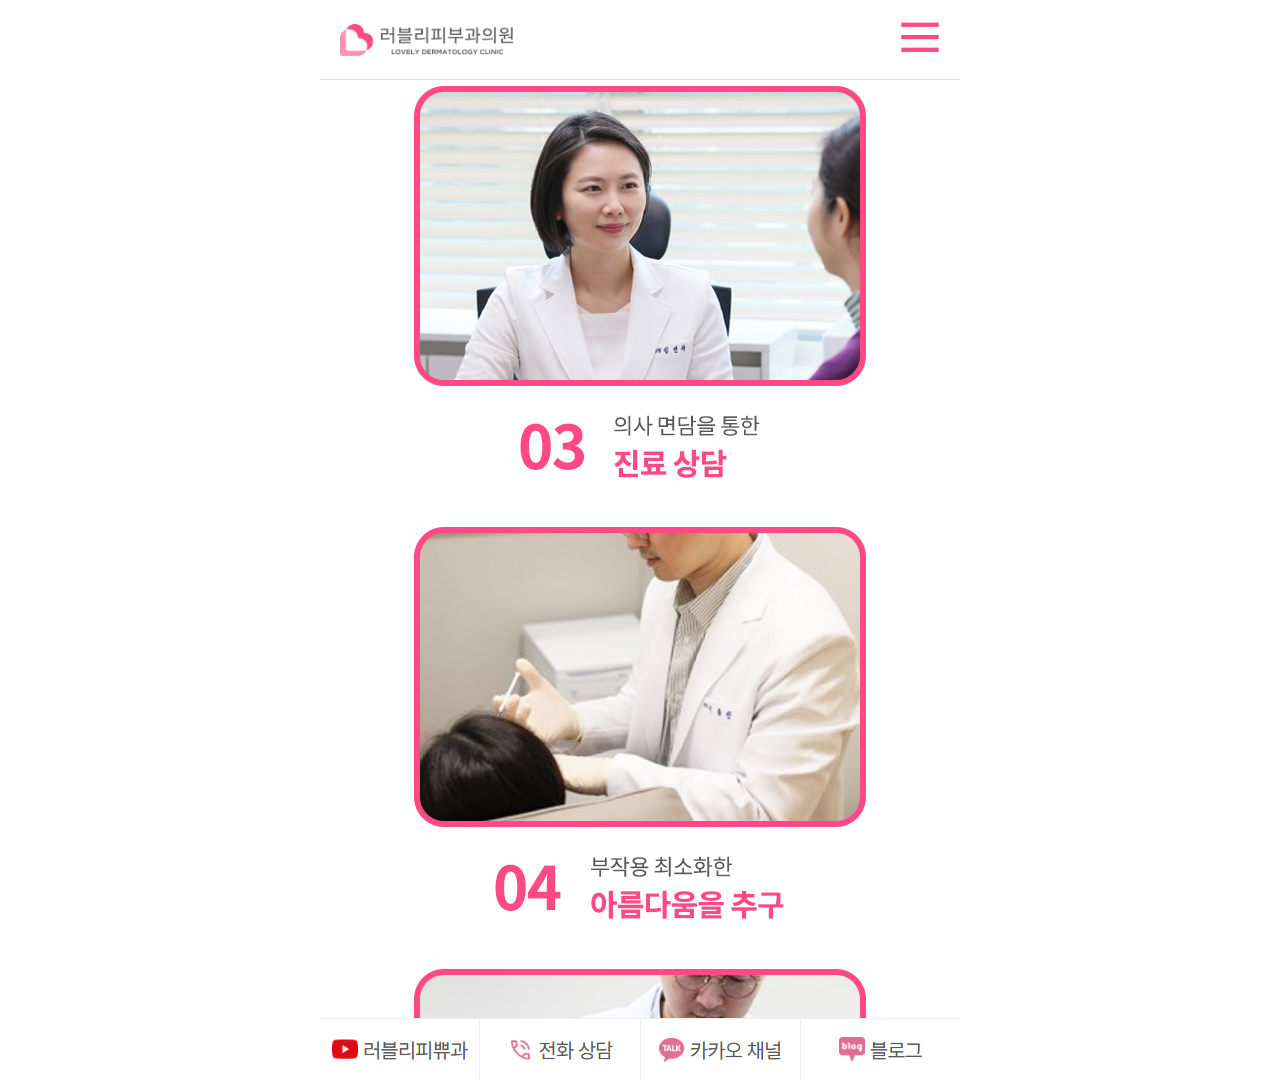 러블리피부과의원
LOVELY DERMATOLOGY CLINIC
03
의사 면담을 통한
진료 상담
04
부작용 최소화한
아름다움을 추구
러블리피쀼과
전화 상담
TALK
카카오 채널
blog
블로그